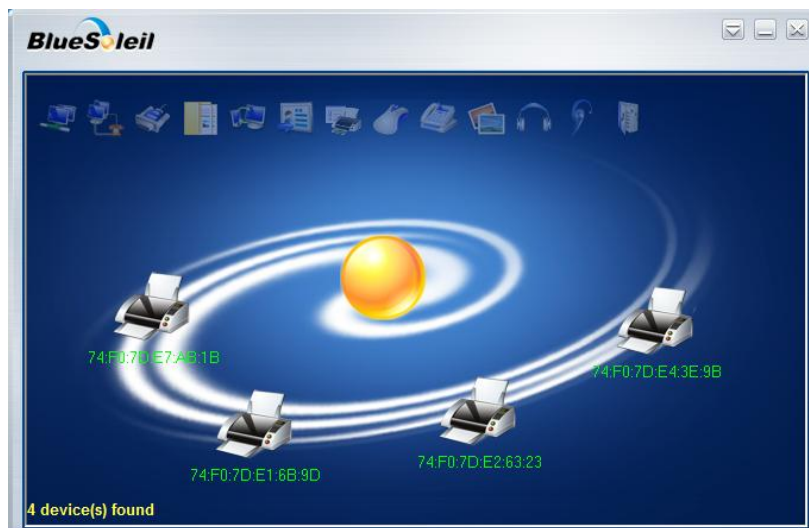 BlueSoleil
74:F0:7D:E7:AB:1B
74:F0:7D:E4:3E:9B
74:F0:7D:E1:6B:9D
74:F0:7D:E2:63:23
4 device(s) found